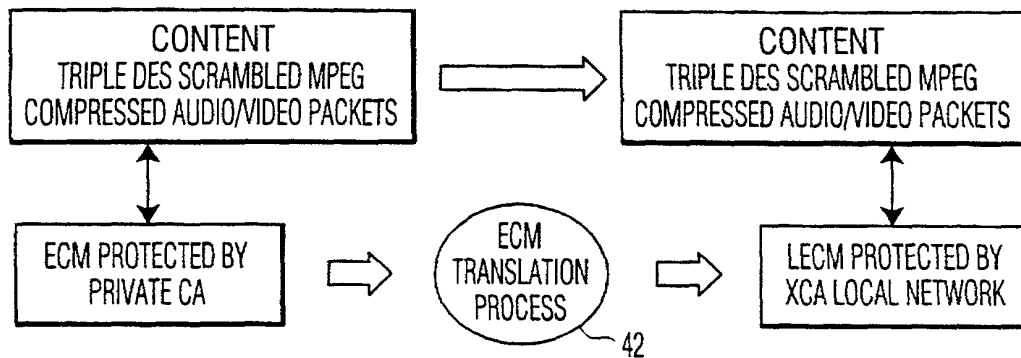 CONTENT
TRIPLE DES SCRAMBLED MPEG
COMPRESSED AUDIO/VIDEO PACKETS
CONTENT
TRIPLE DES SCRAMBLED MPEG
COMPRESSED AUDIO/VIDEO PACKETS
ECM PROTECTED BY
PRIVATE CA
ECM
TRANSLATION
PROCESS
42
LECM PROTECTED BY
XCA LOCAL NETWORK